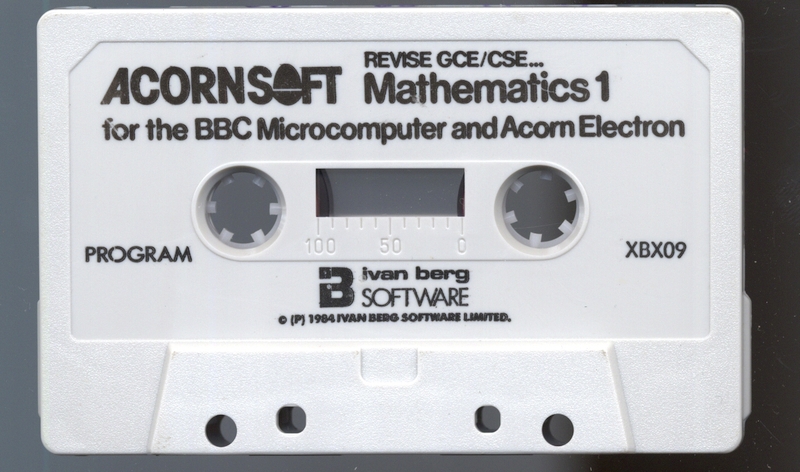 REVISE GCE/CSE...
ACORNSOFT Mathematics 1
for the BBC Microcomputer and Acorn Electron
100 50 0
PROGRAM XBX09
B ivan berg
SOFTWARE
© (P) 1984 IVAN BERG SOFTWARE LIMITED.